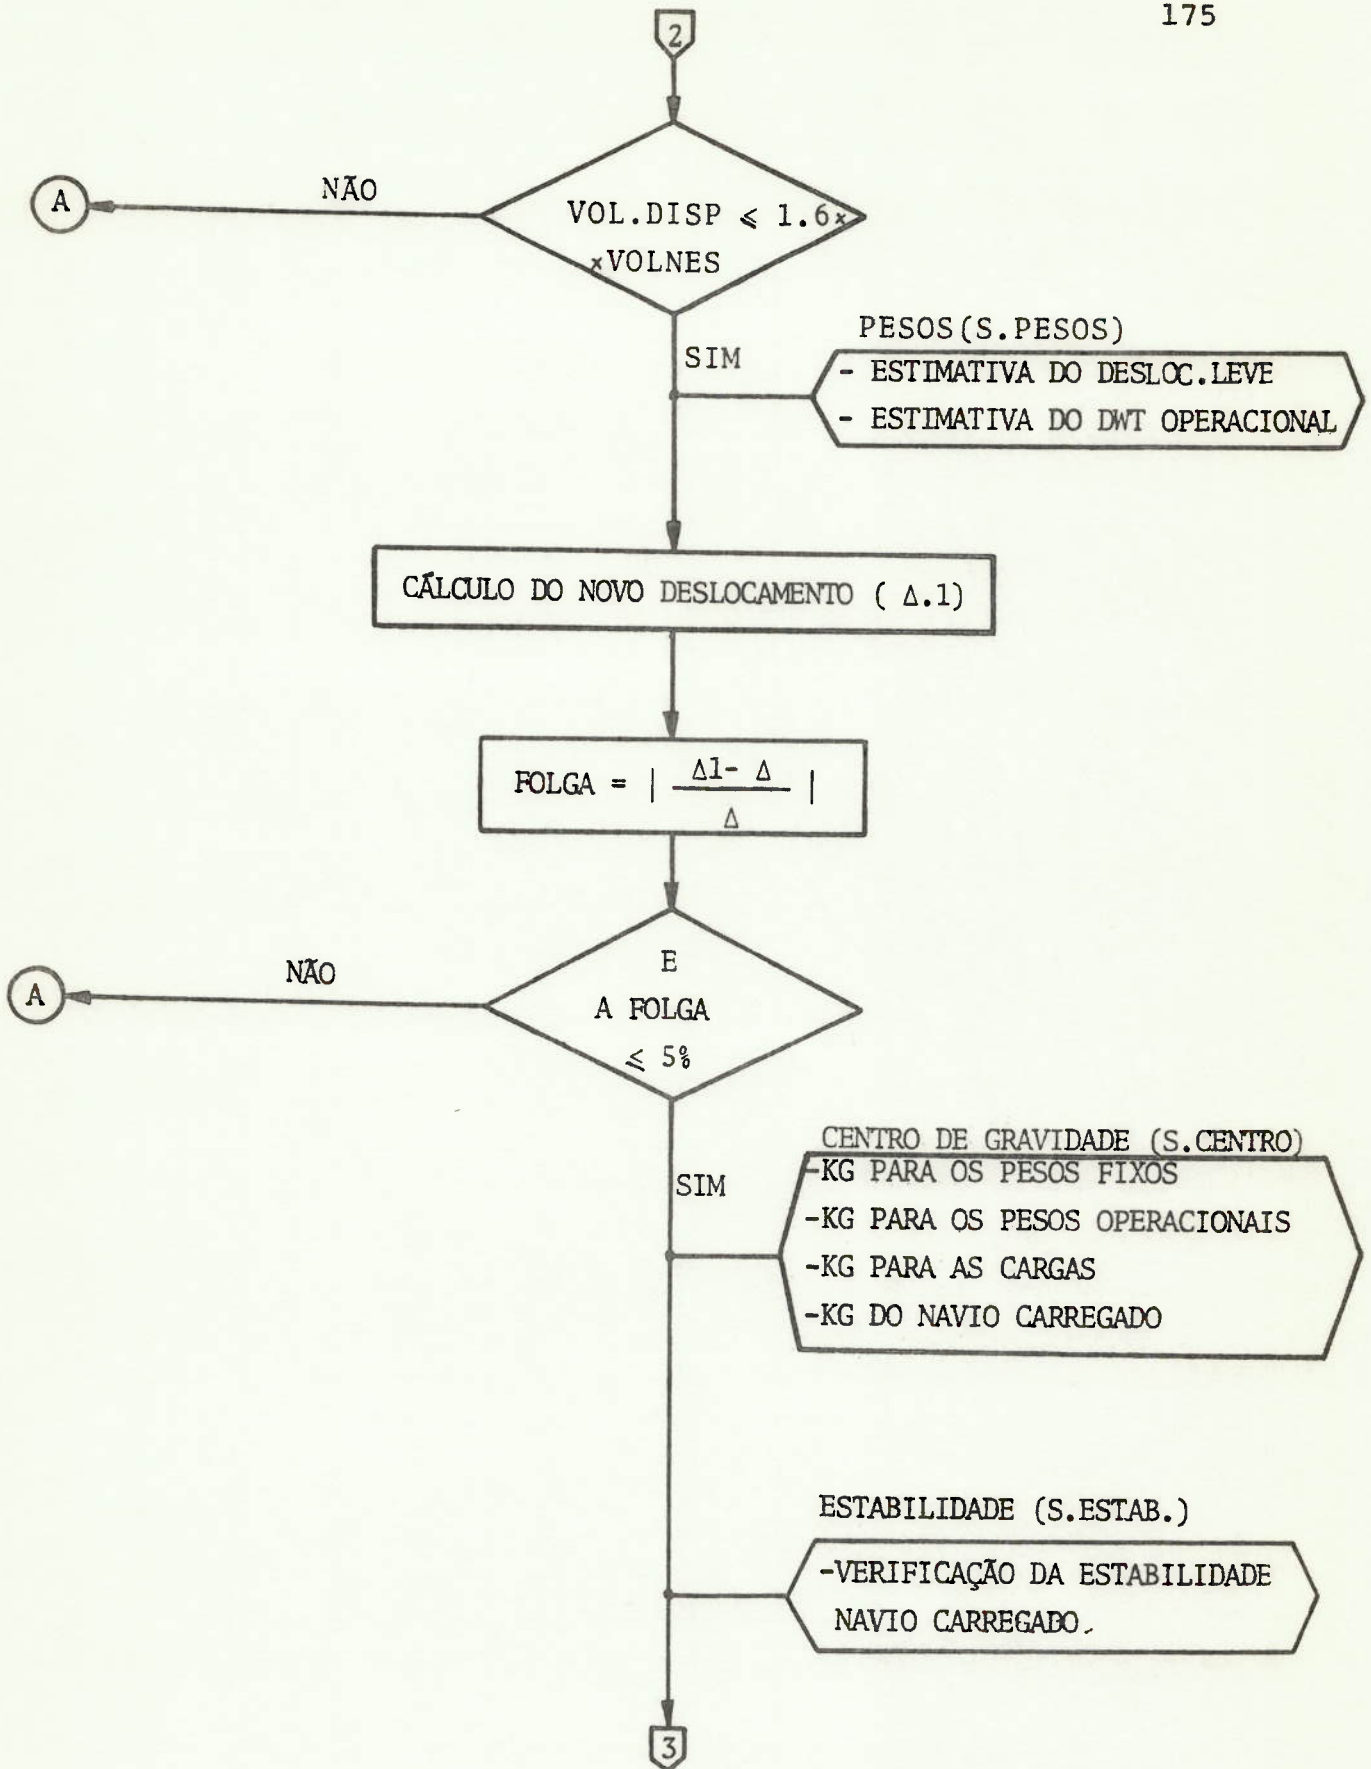 175
2
NÃO
A
VOL.DISP ≤ 1.6×
×VOLNES
SIM
PESOS(S.PESOS)
- ESTIMATIVA DO DESLOC.LEVE
- ESTIMATIVA DO DWT OPERACIONAL
CÁLCULO DO NOVO DESLOCAMENTO ( Δ.1)
FOLGA = | Δ1- Δ / Δ |
NÃO
A
E
A FOLGA
≤ 5%
SIM
CENTRO DE GRAVIDADE (S.CENTRO)
-KG PARA OS PESOS FIXOS
-KG PARA OS PESOS OPERACIONAIS
-KG PARA AS CARGAS
-KG DO NAVIO CARREGADO
ESTABILIDADE (S.ESTAB.)
-VERIFICAÇÃO DA ESTABILIDADE
NAVIO CARREGADO.
3